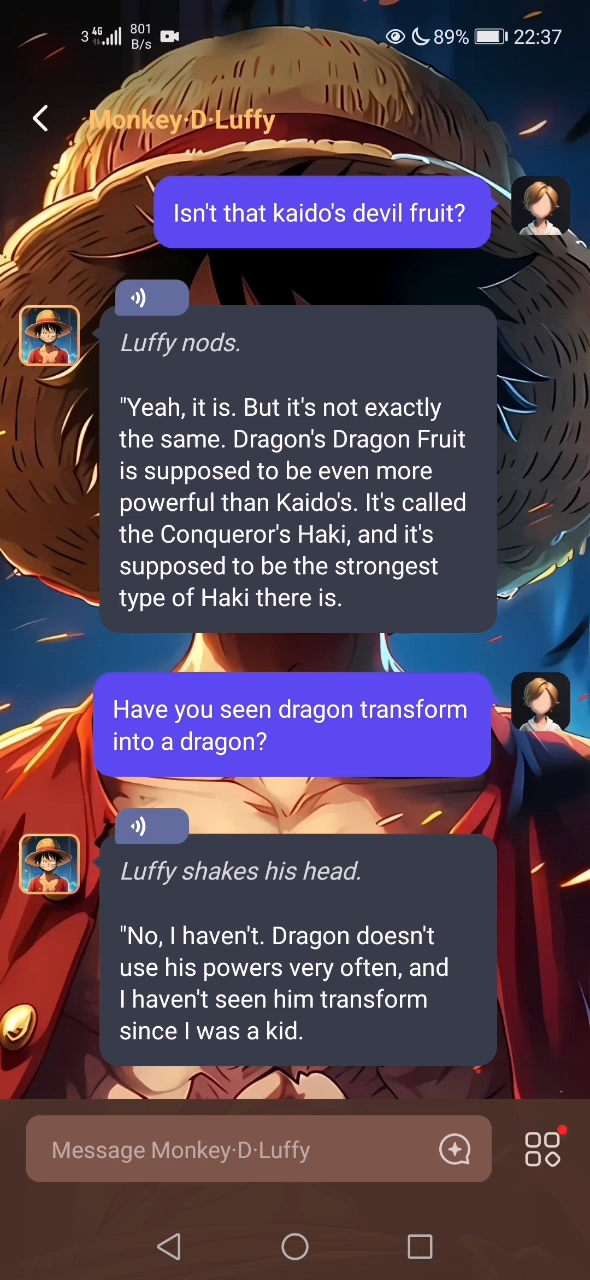 3 4G 801 B/s 89% 22:37
Monkey·D·Luffy
Isn't that kaido's devil fruit?
Luffy nods.
"Yeah, it is. But it's not exactly
the same. Dragon's Dragon Fruit
is supposed to be even more
powerful than Kaido's. It's called
the Conqueror's Haki, and it's
supposed to be the strongest
type of Haki there is.
Have you seen dragon transform
into a dragon?
Luffy shakes his head.
"No, I haven't. Dragon doesn't
use his powers very often, and
I haven't seen him transform
since I was a kid.
Message Monkey·D·Luffy